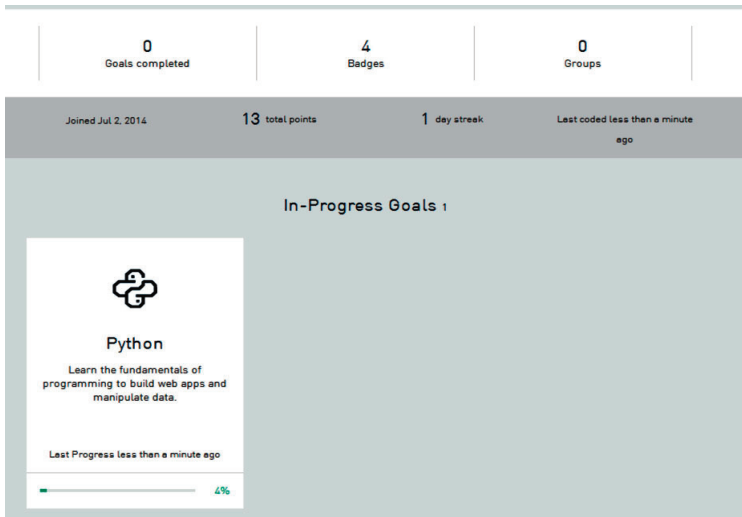 0
Goals completed
4
Badges
0
Groups
Joined Jul 2, 2014
13 total points
1 day streak
Last coded less than a minute
ago
In-Progress Goals 1
Python
Learn the fundamentals of
programming to build web apps and
manipulate data.
Last Progress less than a minute ago
4%